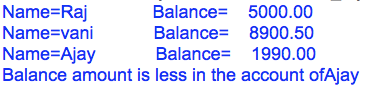 Name=Raj Balance= 5000.00
Name=vani Balance= 8900.50
Name=Ajay Balance= 1990.00
Balance amount is less in the account ofAjay